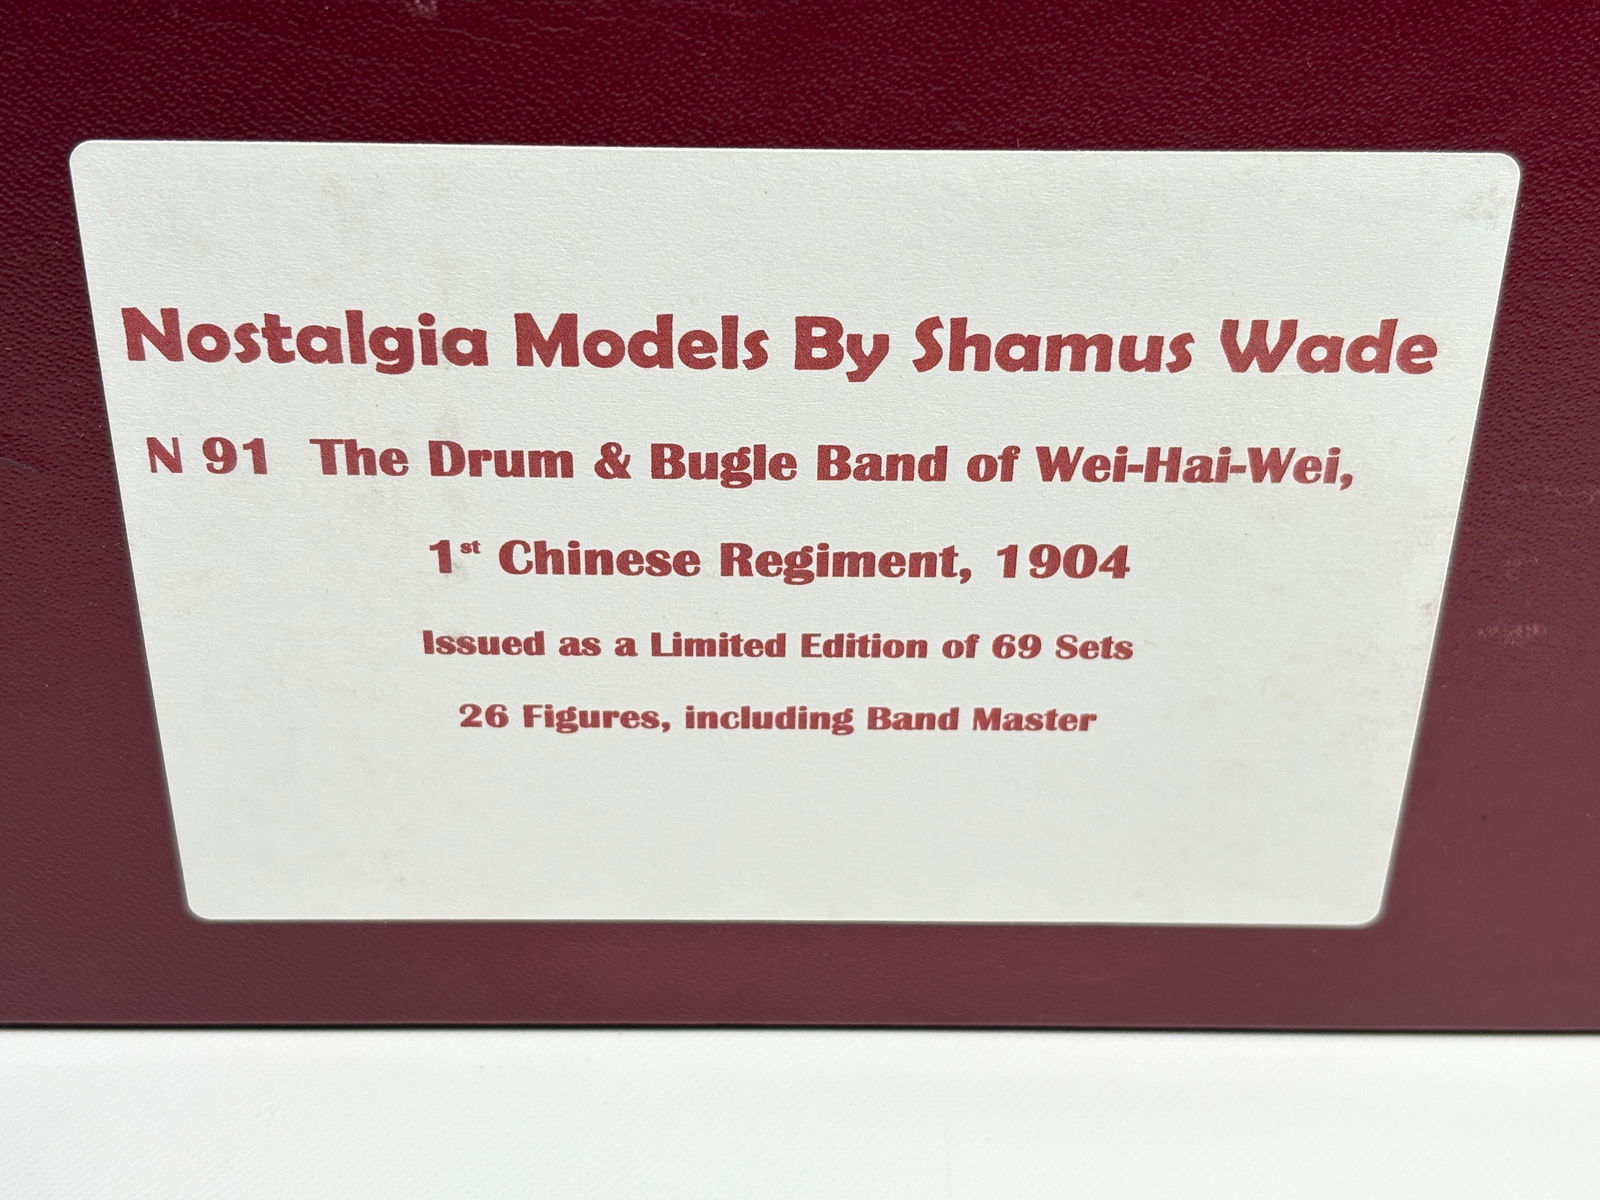 Nostalgia Models By Shamus Wade
N 91 The Drum & Bugle Band of Wei-Hai-Wei,
1st Chinese Regiment, 1904
Issued as a Limited Edition of 69 Sets
26 Figures, including Band Master